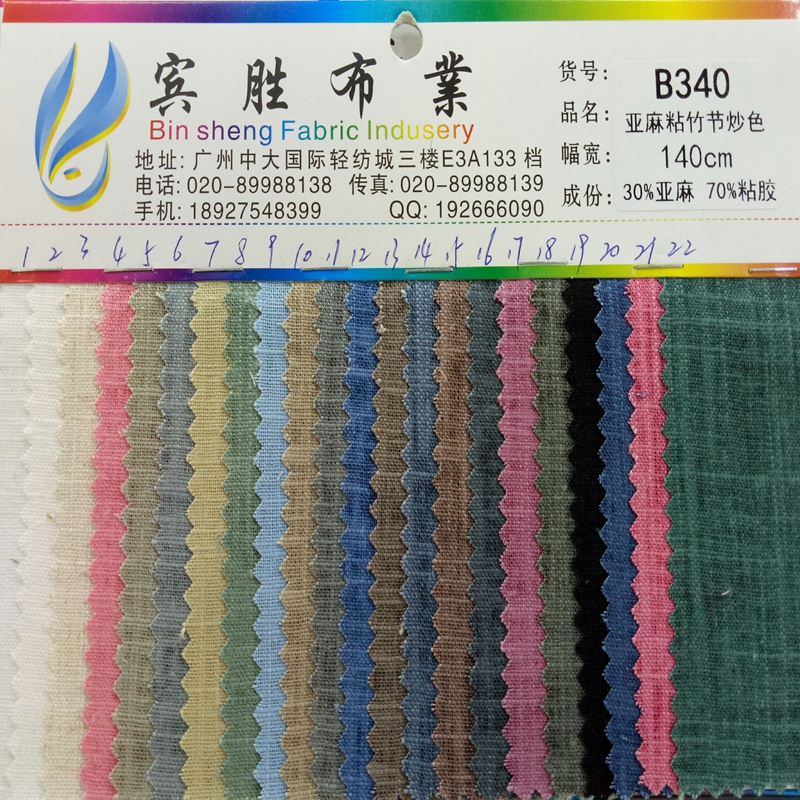 宾胜布業
Bin sheng Fabric Indusery
地址: 广州中大国际轻纺城三楼E3A133 档
电话: 020-89988138 传真: 020-89988139
手机: 18927548399 QQ: 192666090
货号: B340
品名: 亚麻粘竹节炒色
幅宽: 140cm
成份: 30%亚麻 70%粘胶
1 2 3 4 5 6 7 8 9 10 11 12 13 14 15 16 17 18 19 20 21 22